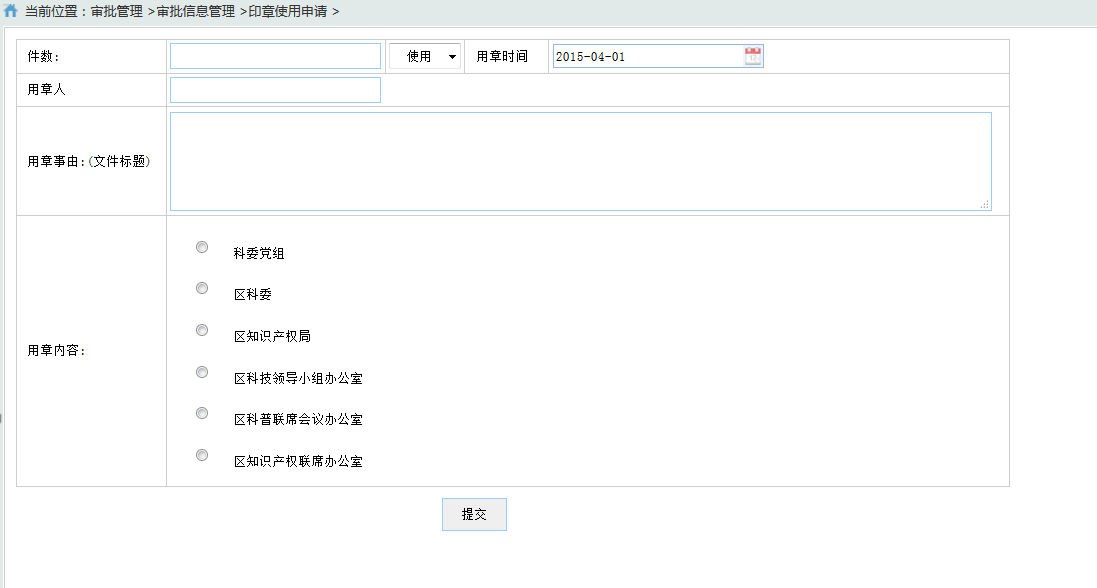 当前位置：审批管理 >审批信息管理 >印章使用申请 >
件数： 使用 用章时间 2015-04-01
用章人
用章事由：(文件标题)
科委党组
区科委
区知识产权局
用章内容：
区科技领导小组办公室
区科普联席会议办公室
区知识产权联席办公室
提交